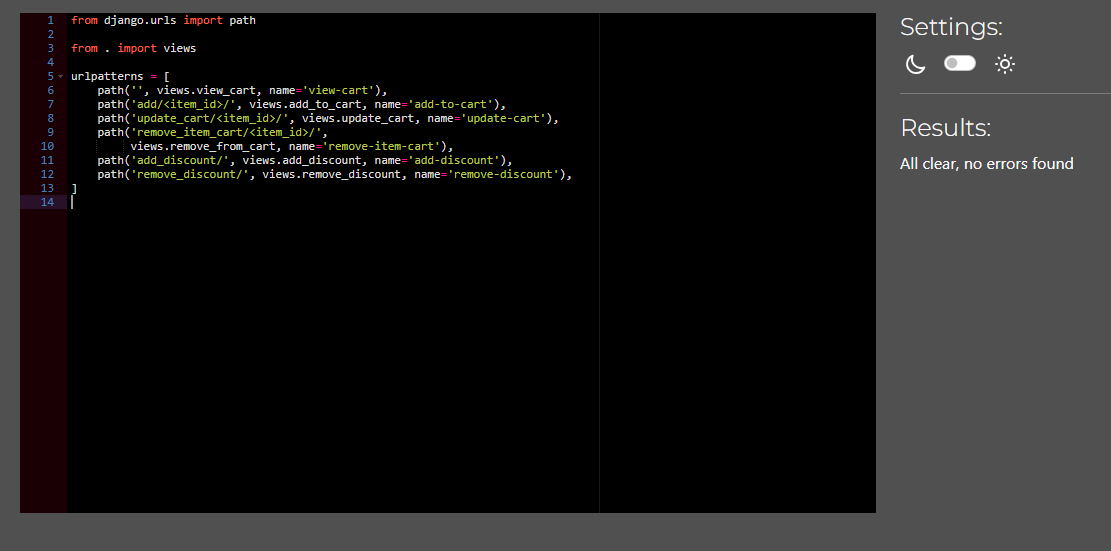 1 from django.urls import path
2
3 from . import views
4
5 urlpatterns = [
6     path('', views.view_cart, name='view-cart'),
7     path('add/<item_id>/', views.add_to_cart, name='add-to-cart'),
8     path('update_cart/<item_id>/', views.update_cart, name='update-cart'),
9     path('remove_item_cart/<item_id>/',
10          views.remove_from_cart, name='remove-item-cart'),
11     path('add_discount/', views.add_discount, name='add-discount'),
12     path('remove_discount/', views.remove_discount, name='remove-discount'),
13 ]
14
Settings:
Results:
All clear, no errors found